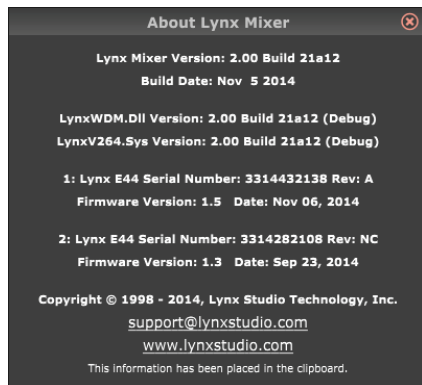 About Lynx Mixer
Lynx Mixer Version: 2.00 Build 21a12
Build Date: Nov 5 2014
LynxWDM.Dll Version: 2.00 Build 21a12 (Debug)
LynxV264.Sys Version: 2.00 Build 21a12 (Debug)
1: Lynx E44 Serial Number: 3314432138 Rev: A
Firmware Version: 1.5 Date: Nov 06, 2014
2: Lynx E44 Serial Number: 3314282108 Rev: NC
Firmware Version: 1.3 Date: Sep 23, 2014
Copyright © 1998 - 2014, Lynx Studio Technology, Inc.
support@lynxstudio.com
www.lynxstudio.com
This information has been placed in the clipboard.